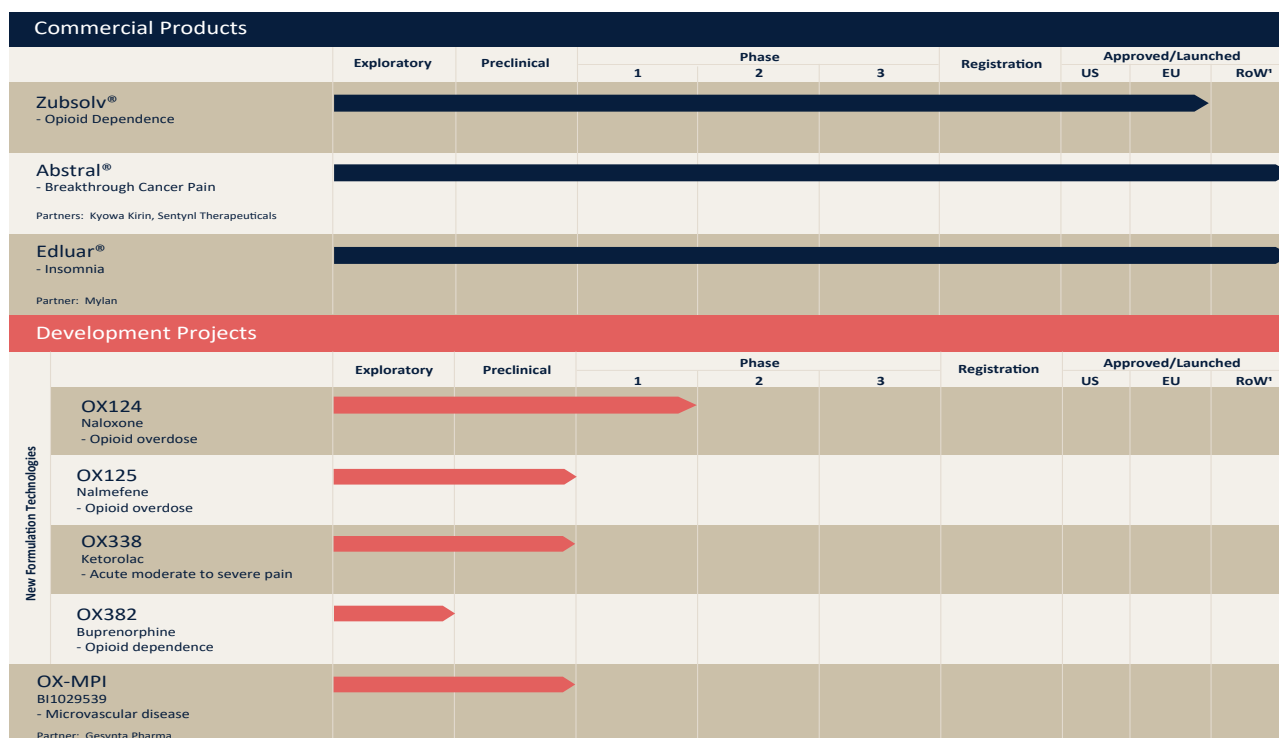 Commercial Products
Exploratory Preclinical Phase Registration Approved/Launched
1 2 3 US EU RoW¹
Zubsolv®
- Opioid Dependence
Abstral®
- Breakthrough Cancer Pain
Partners: Kyowa Kirin, Sentynl Therapeuticals
Edluar®
- Insomnia
Partner: Mylan
Development Projects
Exploratory Preclinical Phase Registration Approved/Launched
1 2 3 US EU RoW¹
New Formulation Technologies
OX124
Naloxone
- Opioid overdose
OX125
Nalmefene
- Opioid overdose
OX338
Ketorolac
- Acute moderate to severe pain
OX382
Buprenorphine
- Opioid dependence
OX-MPI
BI1029539
- Microvascular disease
Partner: Gesynta Pharma